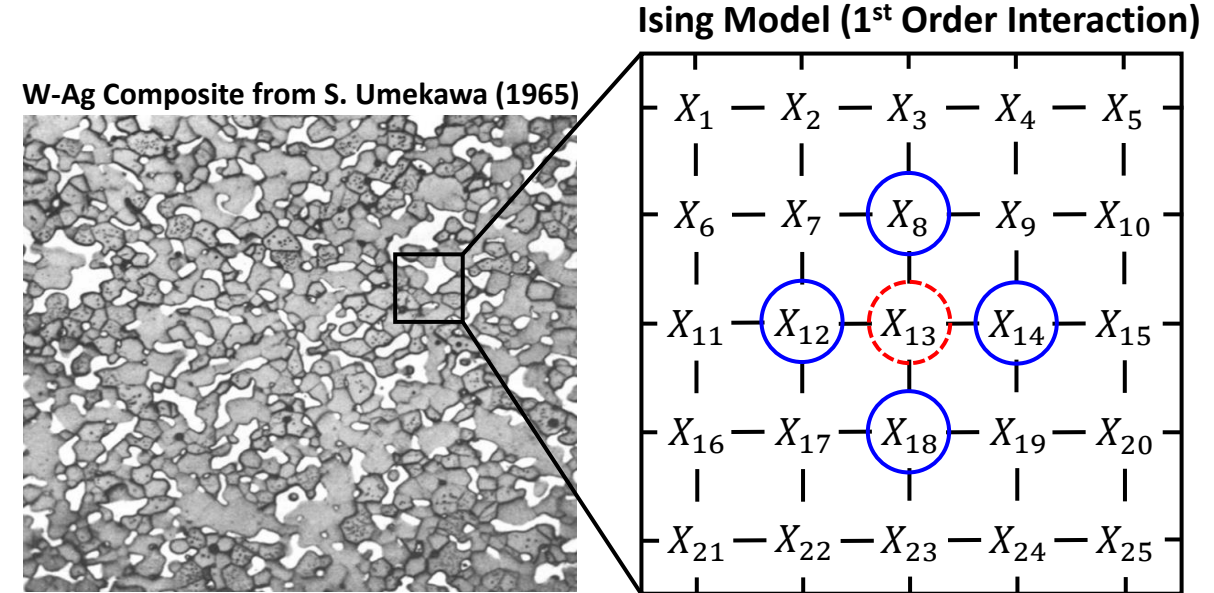 Ising Model (1st Order Interaction)
W-Ag Composite from S. Umekawa (1965)
X1 X2 X3 X4 X5
X6 X7 X8 X9 X10
X11 X12 X13 X14 X15
X16 X17 X18 X19 X20
X21 X22 X23 X24 X25